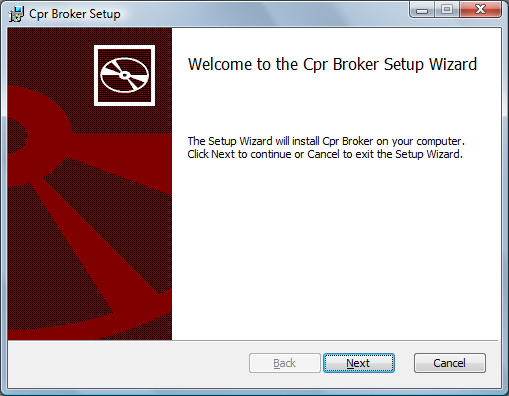 Cpr Broker Setup
Welcome to the Cpr Broker Setup Wizard
The Setup Wizard will install Cpr Broker on your computer.
Click Next to continue or Cancel to exit the Setup Wizard.
Back
Next
Cancel